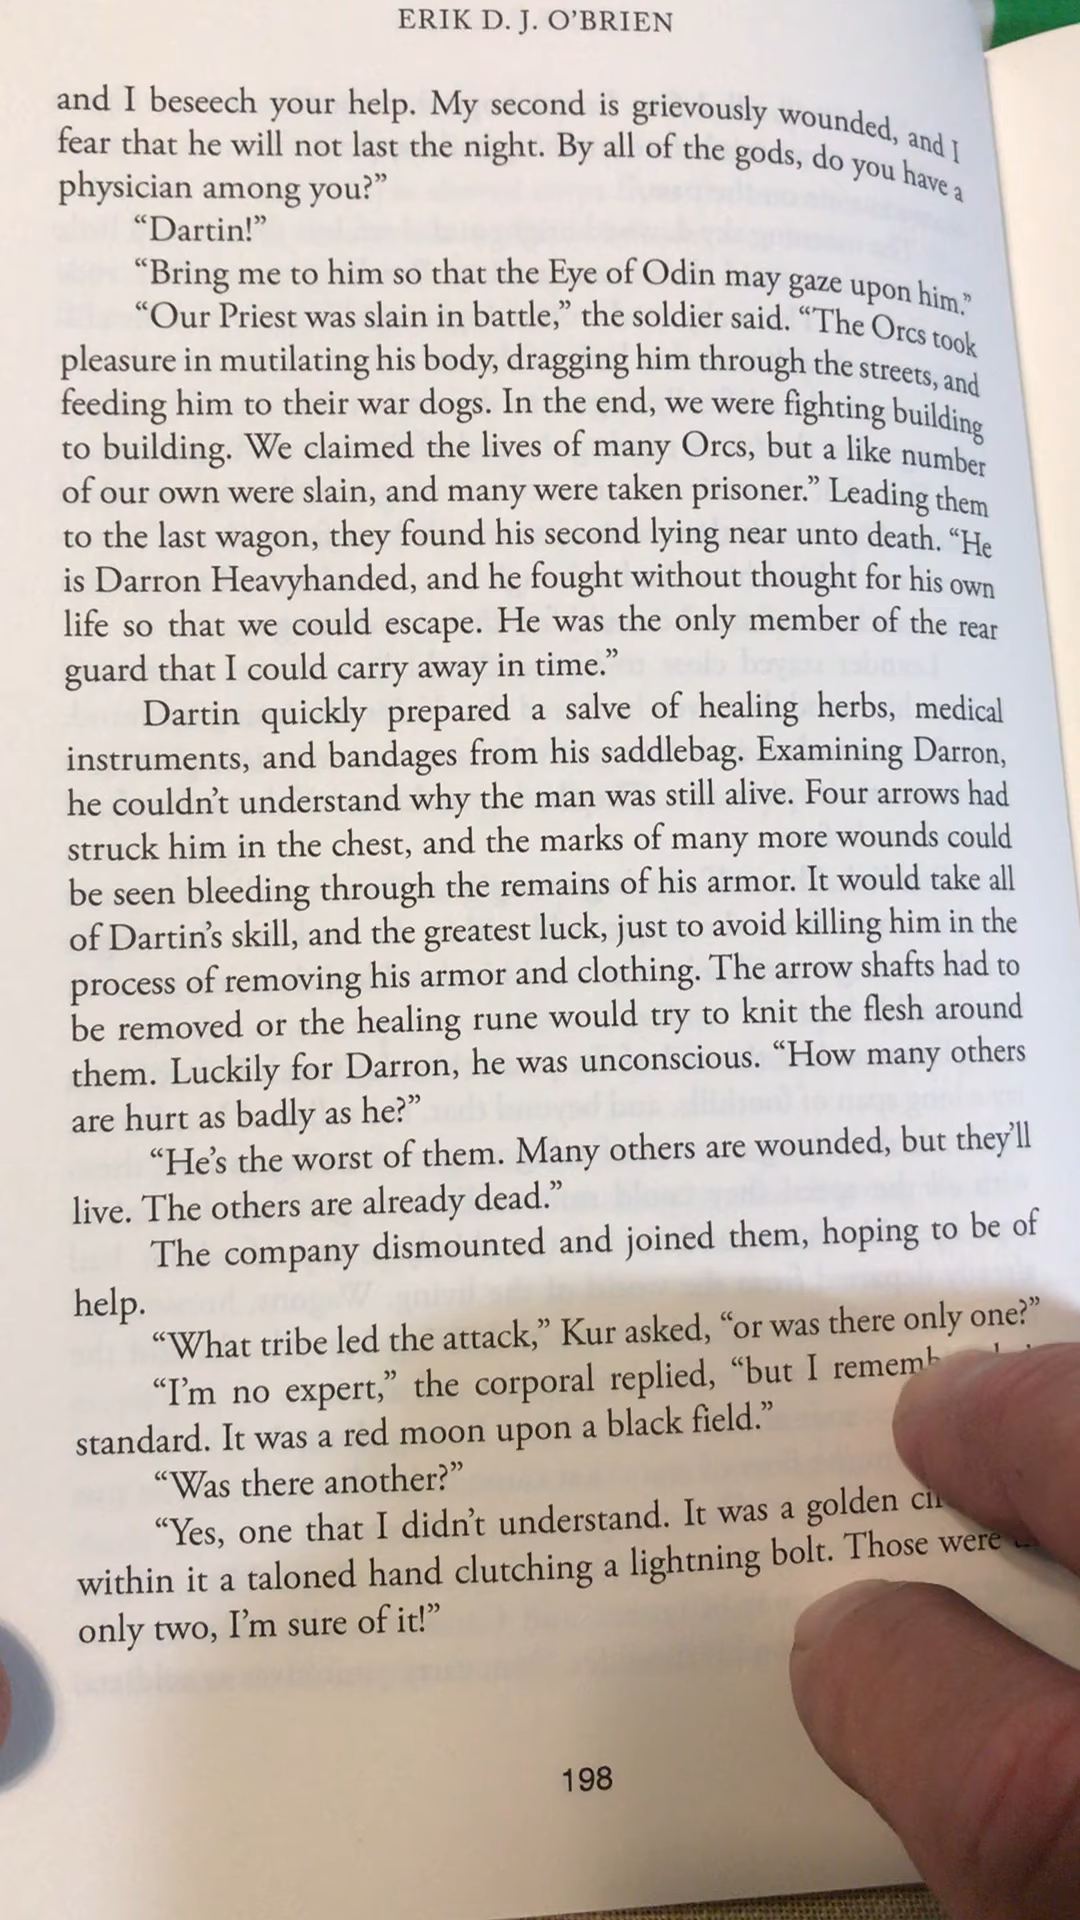 ERIK D. J. O’BRIEN
and I beseech your help. My second is grievously wounded, and I
fear that he will not last the night. By all of the gods, do you have a
physician among you?”
“Dartin!”
“Bring me to him so that the Eye of Odin may gaze upon him.”
“Our Priest was slain in battle,” the soldier said. “The Orcs took
pleasure in mutilating his body, dragging him through the streets, and
feeding him to their war dogs. In the end, we were fighting building
to building. We claimed the lives of many Orcs, but a like number
of our own were slain, and many were taken prisoner.” Leading them
to the last wagon, they found his second lying near unto death. “He
is Darron Heavyhanded, and he fought without thought for his own
life so that we could escape. He was the only member of the rear
guard that I could carry away in time.”
Dartin quickly prepared a salve of healing herbs, medical
instruments, and bandages from his saddlebag. Examining Darron,
he couldn’t understand why the man was still alive. Four arrows had
struck him in the chest, and the marks of many more wounds could
be seen bleeding through the remains of his armor. It would take all
of Dartin’s skill, and the greatest luck, just to avoid killing him in the
process of removing his armor and clothing. The arrow shafts had to
be removed or the healing rune would try to knit the flesh around
them. Luckily for Darron, he was unconscious. “How many others
are hurt as badly as he?”
“He’s the worst of them. Many others are wounded, but they’ll
live. The others are already dead.”
The company dismounted and joined them, hoping to be of
help.
“What tribe led the attack,” Kur asked, “or was there only one?”
“I’m no expert,” the corporal replied, “but I
standard. It was a red moon upon a black field.”
“Was there another?”
“Yes, one that I didn’t understand. It was a golden
within it a taloned hand clutching a lightning bolt. Those were
only two, I’m sure of it!”
198